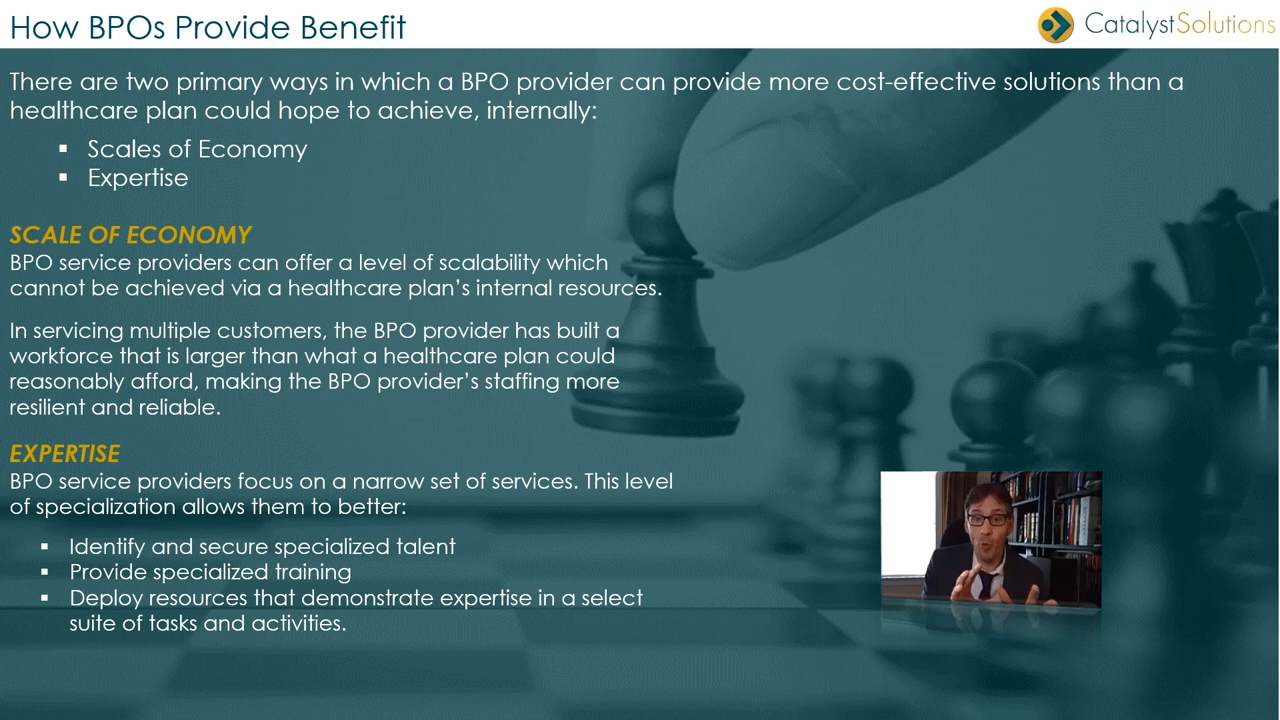 How BPOs Provide Benefit
CatalystSolutions
There are two primary ways in which a BPO provider can provide more cost-effective solutions than a
healthcare plan could hope to achieve, internally:
▪ Scales of Economy
▪ Expertise
SCALE OF ECONOMY
BPO service providers can offer a level of scalability which
cannot be achieved via a healthcare plan's internal resources.
In servicing multiple customers, the BPO provider has built a
workforce that is larger than what a healthcare plan could
reasonably afford, making the BPO provider's staffing more
resilient and reliable.
EXPERTISE
BPO service providers focus on a narrow set of services. This level
of specialization allows them to better:
▪ Identify and secure specialized talent
▪ Provide specialized training
▪ Deploy resources that demonstrate expertise in a select
suite of tasks and activities.